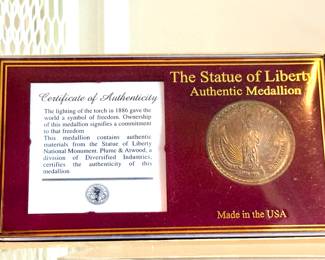 Certificate of Authenticity
The lighting of the torch in 1886 gave the
world a symbol of freedom. Ownership
of this medallion signifies a commitment
to that freedom
This medallion contains authentic
materials from the Statue of Liberty
National Monument. Plume & Atwood, a
division of Diversified Industries,
certifies the authenticity of this
medallion.
The Statue of Liberty
Authentic Medallion
Made in the USA